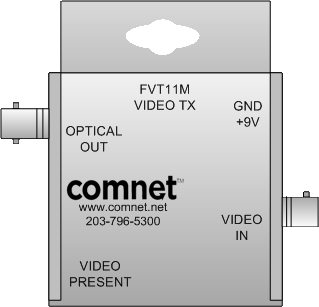 FVT11M
VIDEO TX
GND
+9V
OPTICAL
OUT
comnet™
www.comnet.net
203-796-5300
VIDEO
IN
VIDEO
PRESENT